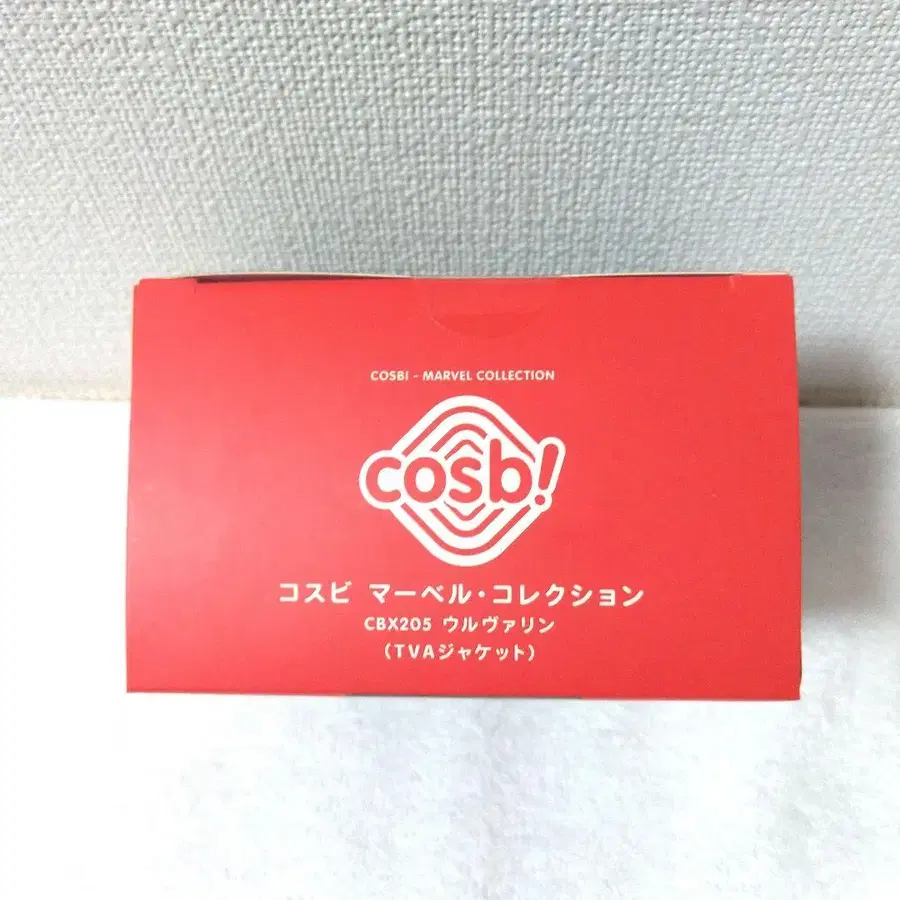 COSBI - MARVEL COLLECTION
cosb!
コスビ マーベル・コレクション
CBX205 ウルヴァリン
(TVAジャケット)